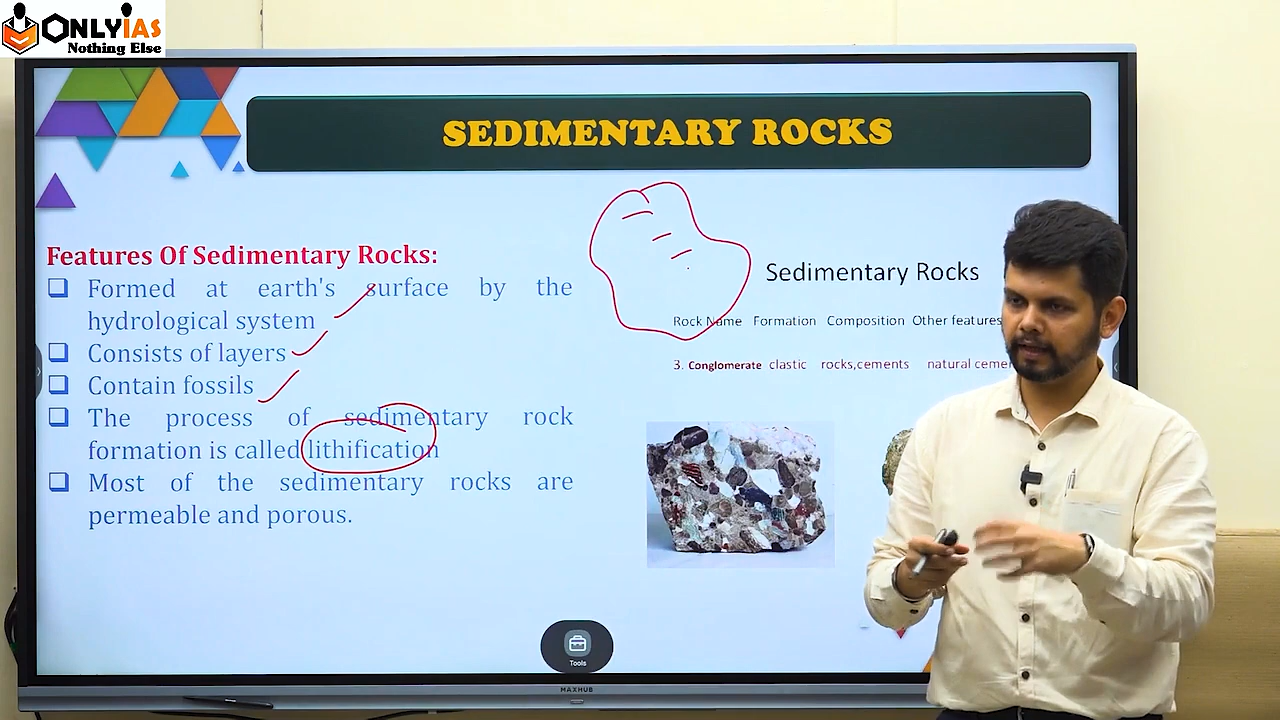 ONLYIAS
Nothing Else
SEDIMENTARY ROCKS
Features Of Sedimentary Rocks:
Formed at earth's surface by the
hydrological system
Consists of layers
Contain fossils
The process of sedimentary rock
formation is called lithification
Most of the sedimentary rocks are
permeable and porous.
Sedimentary Rocks
Rock Name Formation Composition Other features
3. Conglomerate clastic rocks,cements natural
Tools
MAXHUB